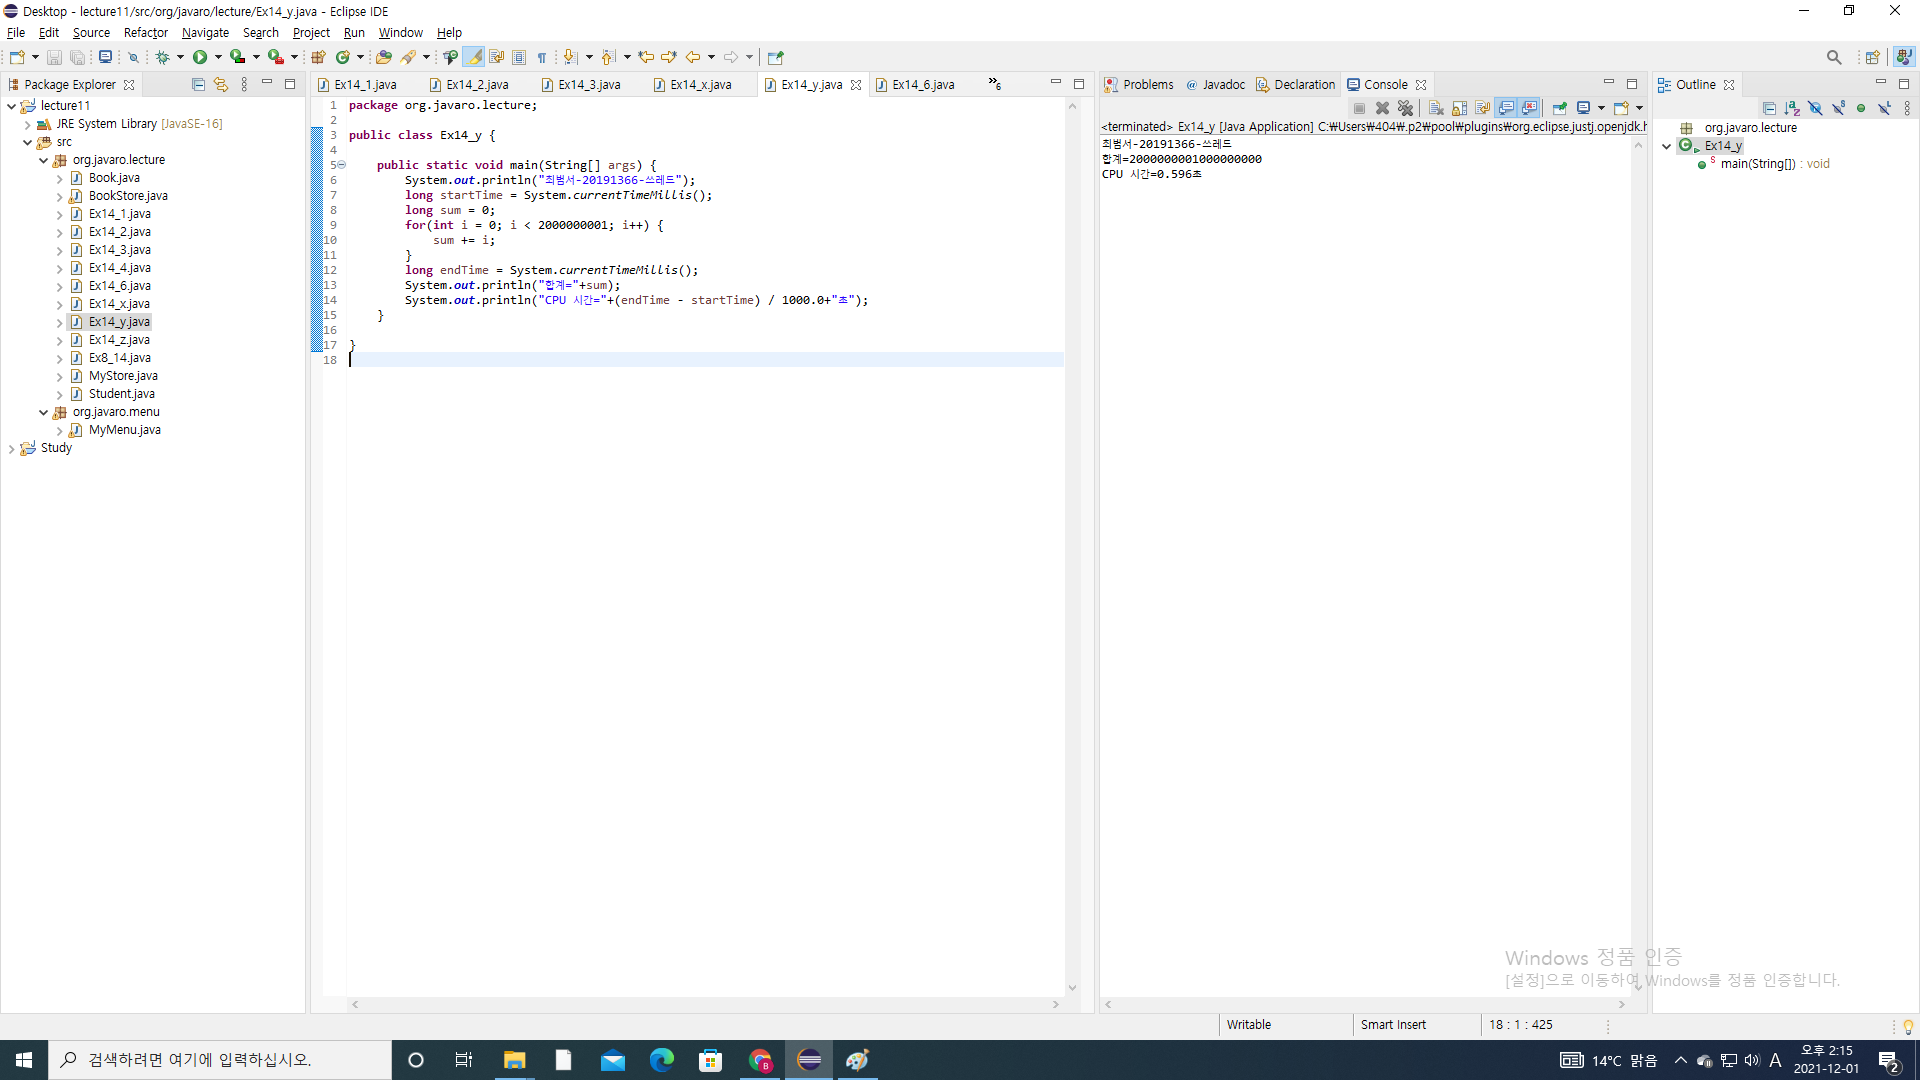 Desktop - lecture11/src/org/javaro/lecture/Ex14_y.java - Eclipse IDE
File Edit Source Refactor Navigate Search Project Run Window Help
Package Explorer
lecture11
JRE System Library [JavaSE-16]
src
org.javaro.lecture
Book.java
BookStore.java
Ex14_1.java
Ex14_2.java
Ex14_3.java
Ex14_4.java
Ex14_6.java
Ex14_x.java
Ex14_y.java
Ex14_z.java
Ex8_14.java
MyStore.java
Student.java
org.javaro.menu
MyMenu.java
Study
Ex14_1.java Ex14_2.java Ex14_3.java Ex14_x.java Ex14_y.java Ex14_6.java »6
1 package org.javaro.lecture;
2
3 public class Ex14_y {
4
5 public static void main(String[] args) {
6 System.out.println("최범서-20191366-쓰레드");
7 long startTime = System.currentTimeMillis();
8 long sum = 0;
9 for(int i = 0; i < 2000000001; i++) {
10 sum += i;
11 }
12 long endTime = System.currentTimeMillis();
13 System.out.println("합계="+sum);
14 System.out.println("CPU 시간="+(endTime - startTime) / 1000.0+"초");
15 }
16
17 }
18
Problems @ Javadoc Declaration Console
<terminated> Ex14_y [Java Application] C:₩Users₩404₩.p2₩pool₩plugins₩org.eclipse.justj.openjdk.h
최범서-20191366-쓰레드
합계=2000000001000000000
CPU 시간=0.596초
Outline
org.javaro.lecture
Ex14_y
main(String[]) : void
Windows 정품 인증
[설정]으로 이동하여 Windows를 정품 인증합니다.
Writable Smart Insert 18 : 1 : 425
검색하려면 여기에 입력하십시오.
14°C 맑음 A 오후 2:15
2021-12-01
2